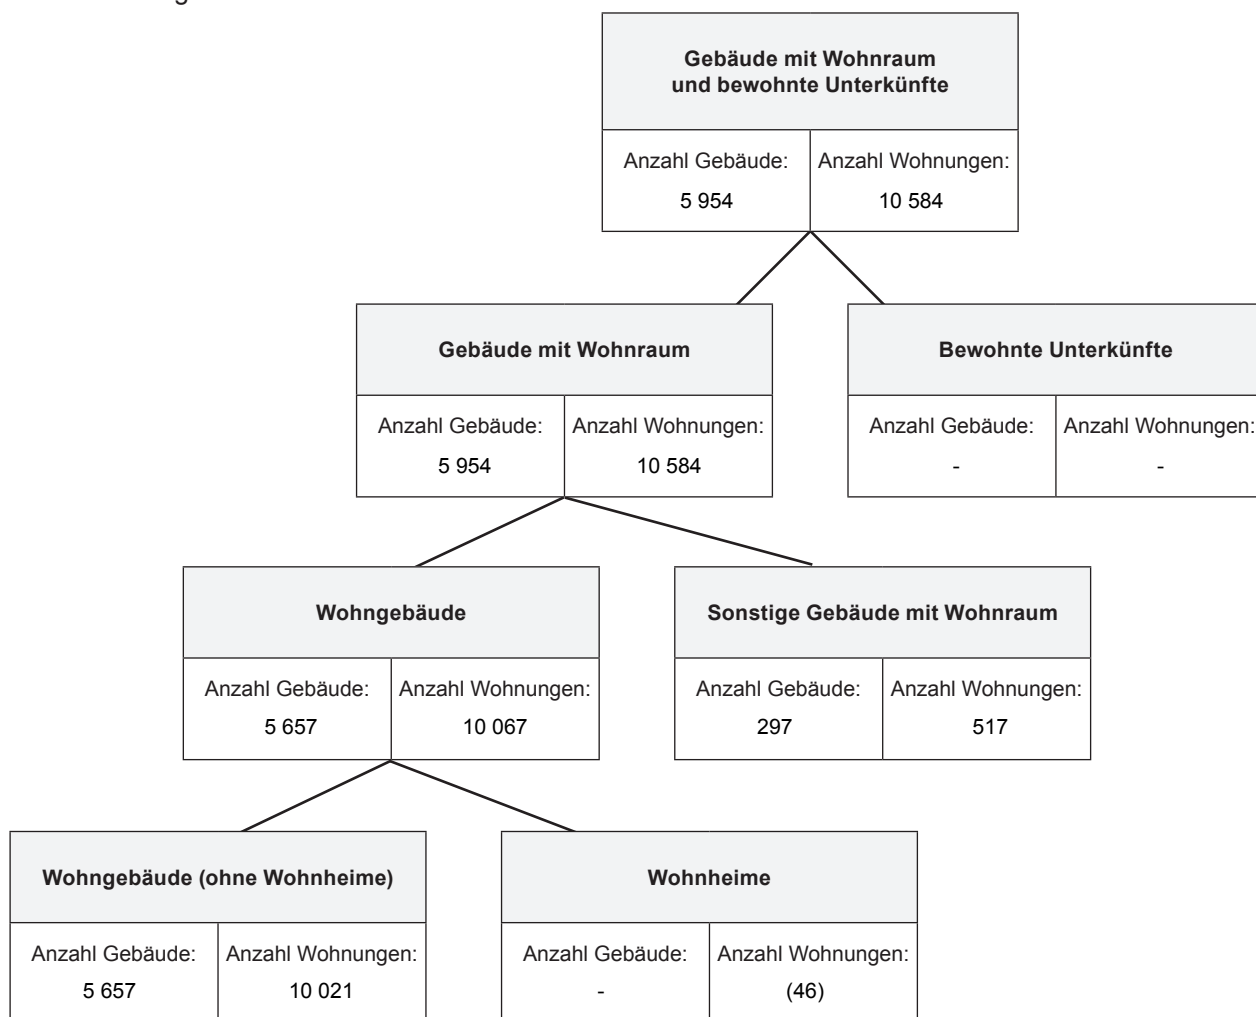 Gebäude mit Wohnraum
und bewohnte Unterkünfte
Anzahl Gebäude: Anzahl Wohnungen:
5 954 10 584
Gebäude mit Wohnraum Bewohnte Unterkünfte
Anzahl Gebäude: Anzahl Wohnungen: Anzahl Gebäude: Anzahl Wohnungen:
5 954 10 584 - -
Wohngebäude Sonstige Gebäude mit Wohnraum
Anzahl Gebäude: Anzahl Wohnungen: Anzahl Gebäude: Anzahl Wohnungen:
5 657 10 067 297 517
Wohngebäude (ohne Wohnheime) Wohnheime
Anzahl Gebäude: Anzahl Wohnungen: Anzahl Gebäude: Anzahl Wohnungen:
5 657 10 021 - (46)